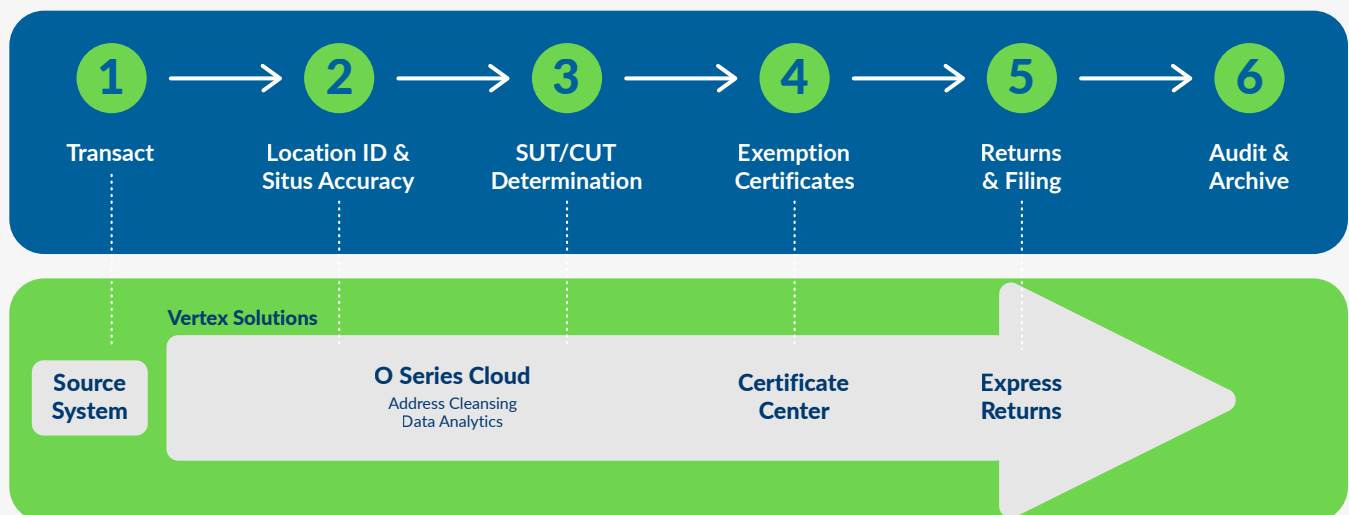 1
2
3
4
5
6
Transact
Location ID &
Situs Accuracy
SUT/CUT
Determination
Exemption
Certificates
Returns
& Filing
Audit &
Archive
Vertex Solutions
Source
System
O Series Cloud
Address Cleansing
Data Analytics
Certificate
Center
Express
Returns